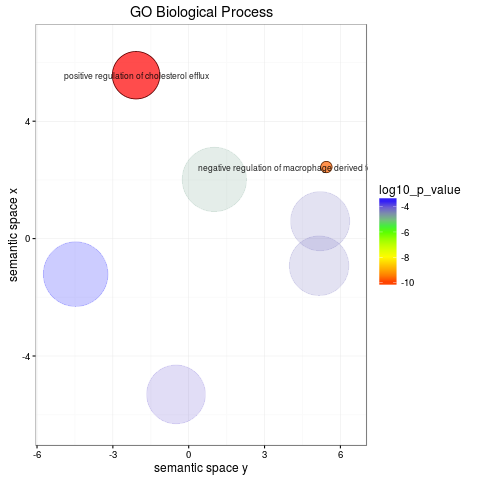 GO Biological Process
positive regulation of cholesterol efflux
negative regulation of macrophage derived
semantic space x
4
0
-4
-6
-3
0
3
6
semantic space y
log10_p_value
-4
-6
-8
-10